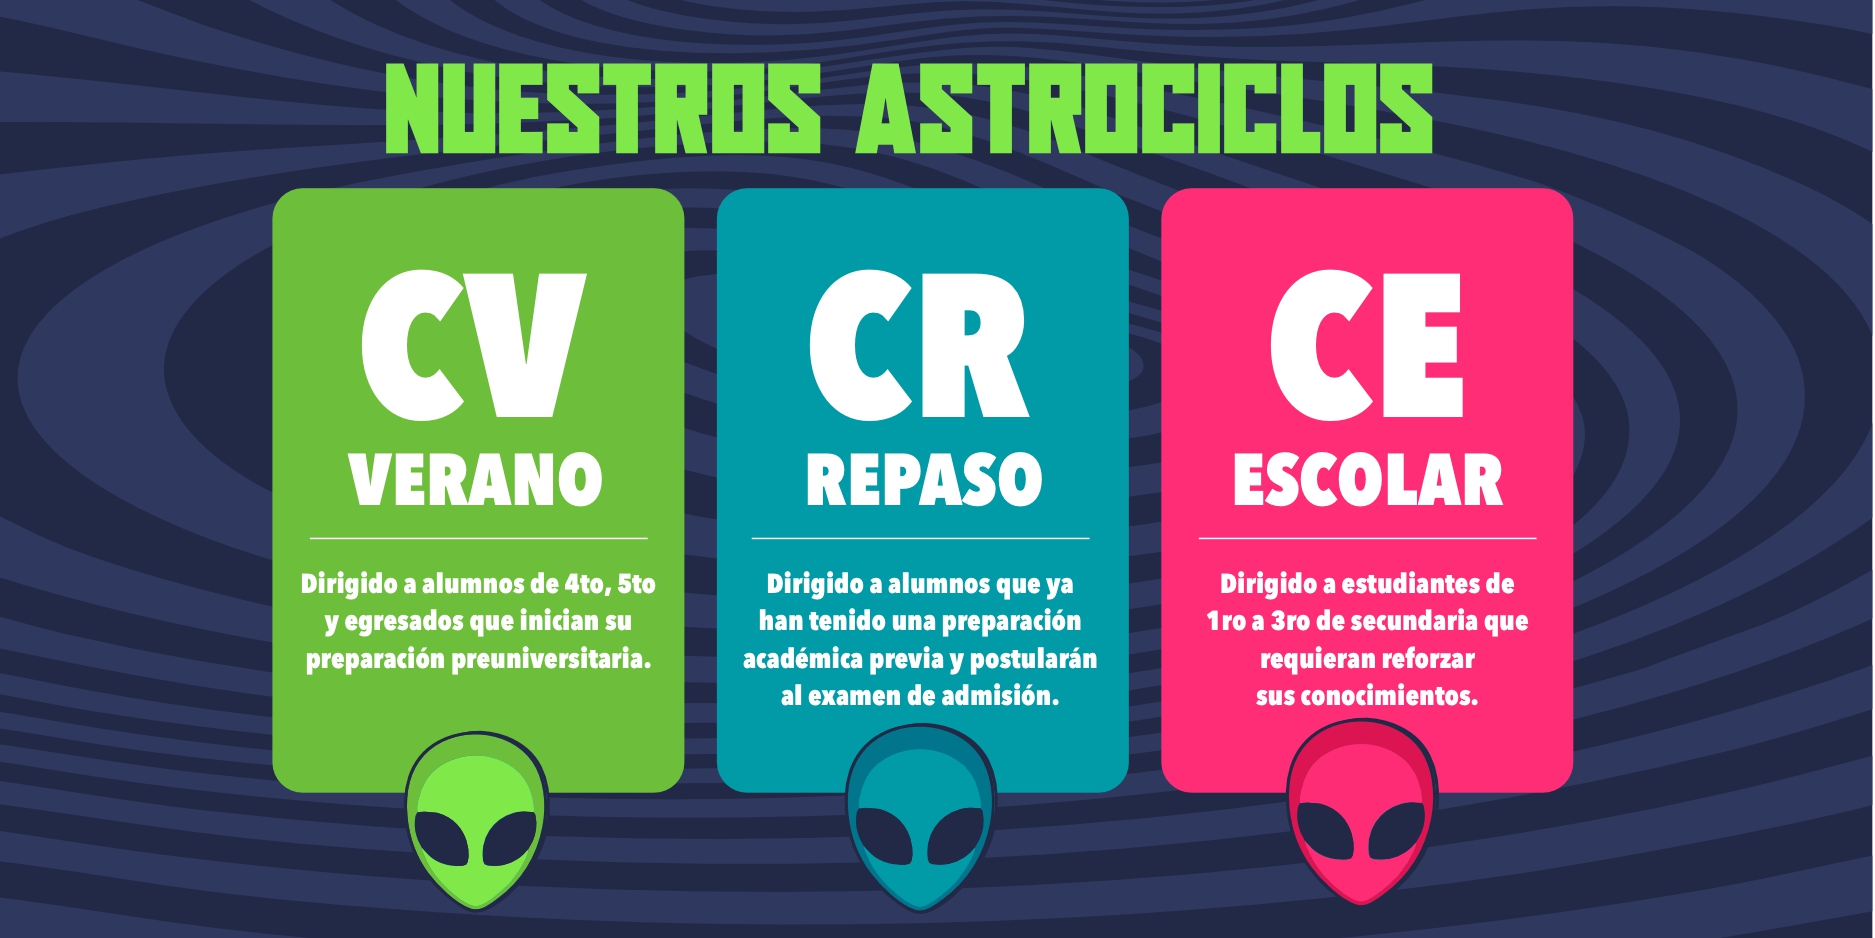 NUESTROS ASTROCICLOS
CV
VERANO
Dirigido a alumnos de 4to, 5to
y egresados que inician su
preparación preuniversitaria.
CR
REPASO
Dirigido a alumnos que ya
han tenido una preparación
académica previa y postularán
al examen de admisión.
CE
ESCOLAR
Dirigido a estudiantes de
1ro a 3ro de secundaria que
requieran reforzar
sus conocimientos.